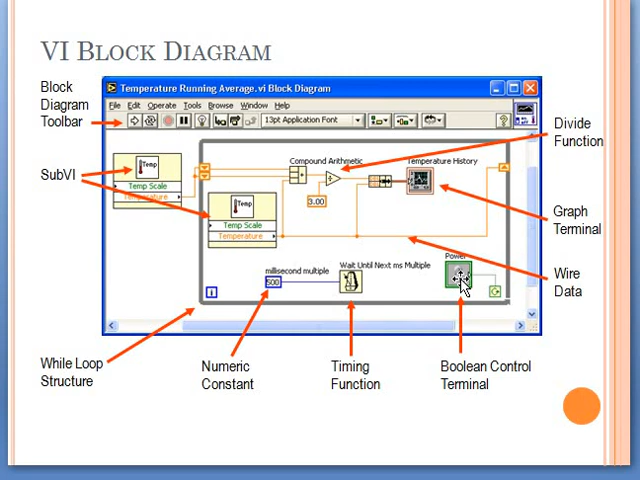 VI BLOCK DIAGRAM
Block
Diagram
Toolbar
Temperature Running Average.vi Block Diagram
File Edit Operate Tools Browse Window Help
13pt Application Font
?
Divide
Function
SubVI
Temp
Temp Scale
Temperature
Compound Arithmetic
Temperature History
3.00
Temp
Temp Scale
Temperature
Graph
Terminal
Wire
Data
millisecond multiple
500
Wait Until Next ms Multiple
Power
i
While Loop
Structure
Numeric
Constant
Timing
Function
Boolean Control
Terminal